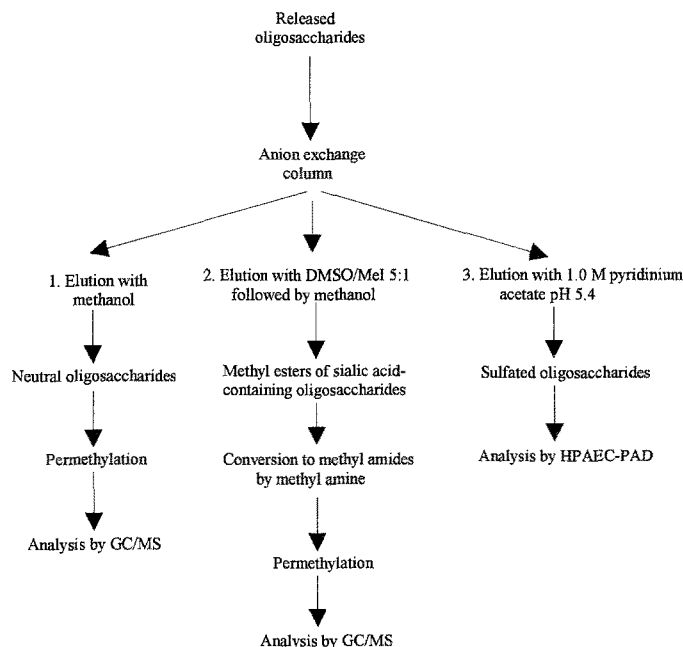 Released
oligosaccharides
Anion exchange
column
1. Elution with
methanol
2. Elution with DMSO/MeI 5:1
followed by methanol
3. Elution with 1.0 M pyridinium
acetate pH 5.4
Neutral oligosaccharides
Methyl esters of sialic acid-
containing oligosaccharides
Sulfated oligosaccharides
Permethylation
Conversion to methyl amides
by methyl amine
Analysis by HPAEC-PAD
Analysis by GC/MS
Permethylation
Analysis by GC/MS